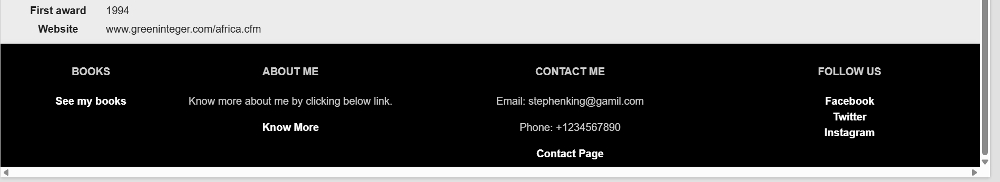 First award 1994
Website www.greeninteger.com/africa.cfm
BOOKS
See my books
ABOUT ME
Know more about me by clicking below link.
Know More
CONTACT ME
Email: stephenking@gamil.com
Phone: +1234567890
Contact Page
FOLLOW US
Facebook
Twitter
Instagram